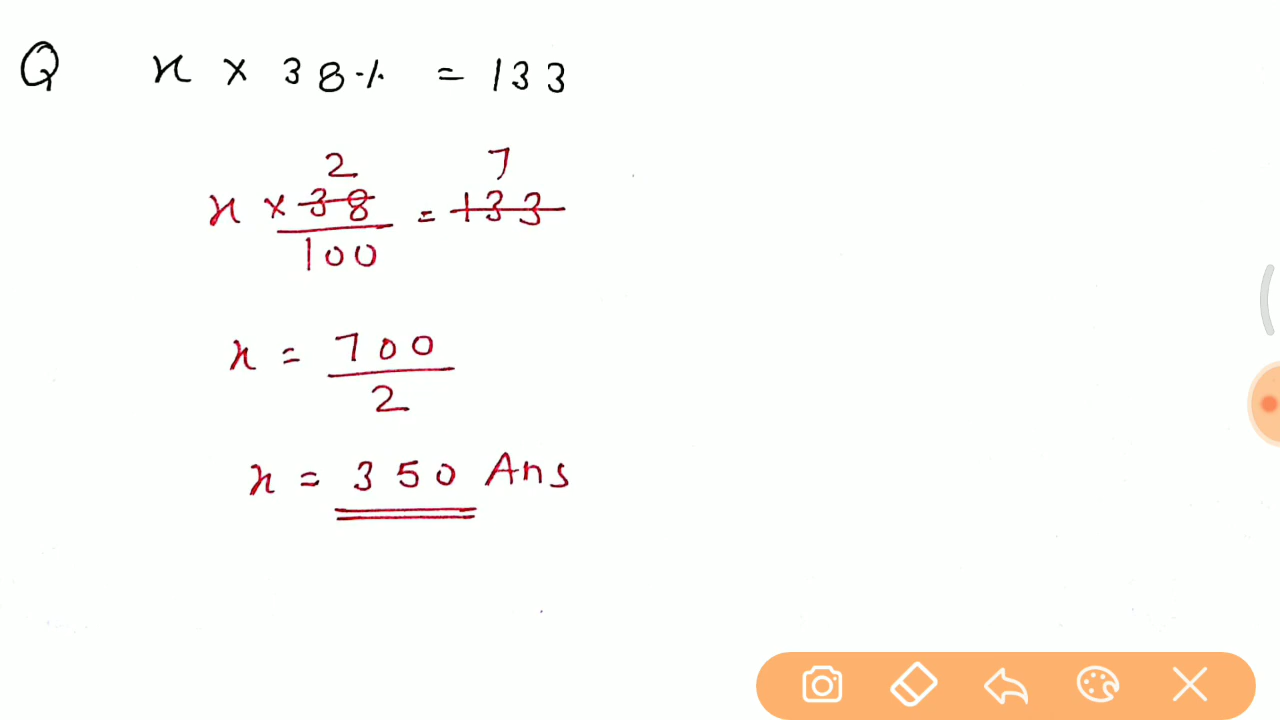 Q x × 38% = 133
2 7
x × 38 = 133
100
x = 700
2
x = 350 Ans